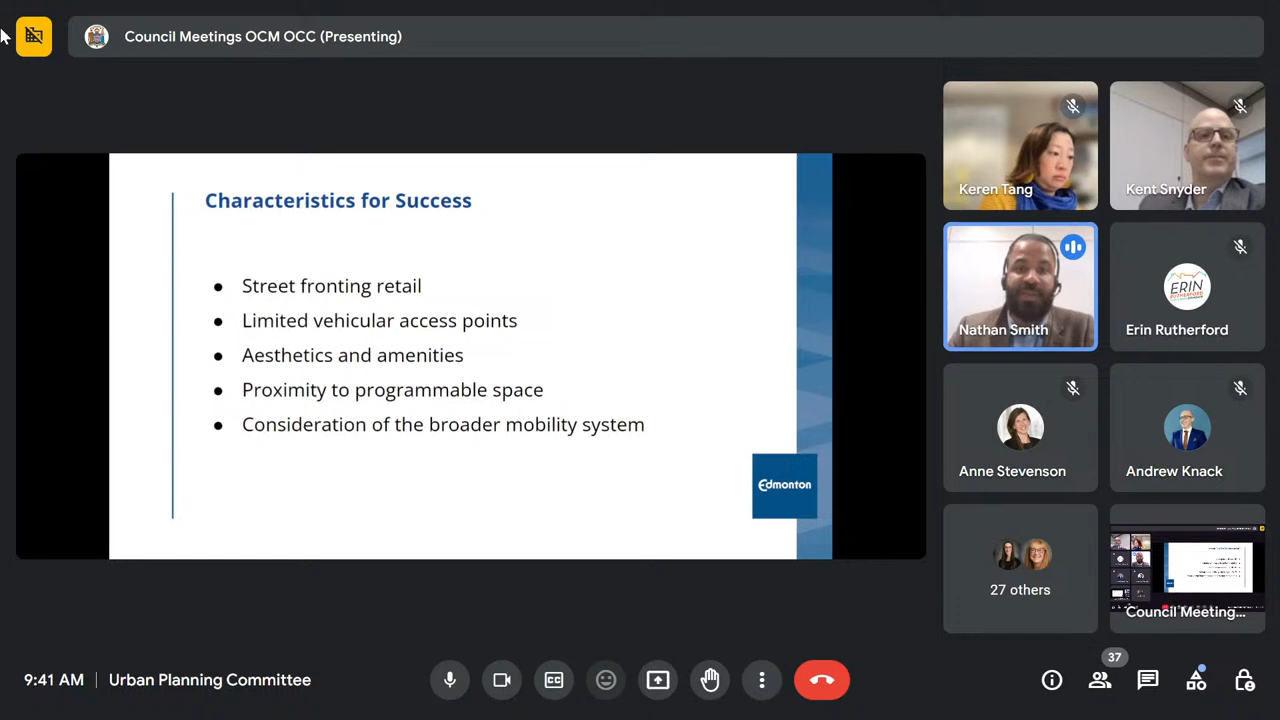 Council Meetings OCM OCC (Presenting)
Characteristics for Success
● Street fronting retail
● Limited vehicular access points
● Aesthetics and amenities
● Proximity to programmable space
● Consideration of the broader mobility system
Edmonton
Keren Tang
Kent Snyder
Nathan Smith
ERIN
RUTHERFORD
Erin Rutherford
Anne Stevenson
Andrew Knack
27 others
Council Meeting...
9:41 AM | Urban Planning Committee
CC
37